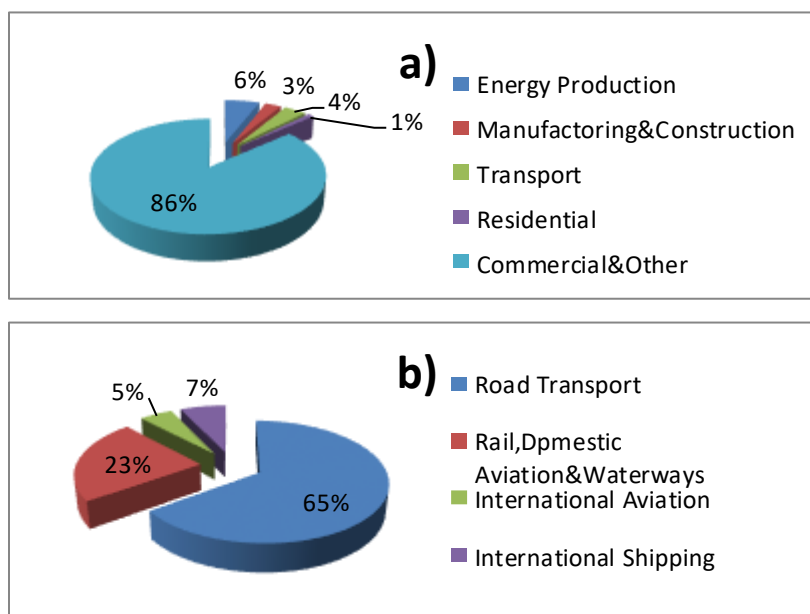 a)
6%
3%
4%
1%
86%
Energy Production
Manufactoring&Construction
Transport
Residential
Commercial&Other
b)
5%
7%
23%
65%
Road Transport
Rail,Dpmestic
Aviation&Waterways
International Aviation
International Shipping